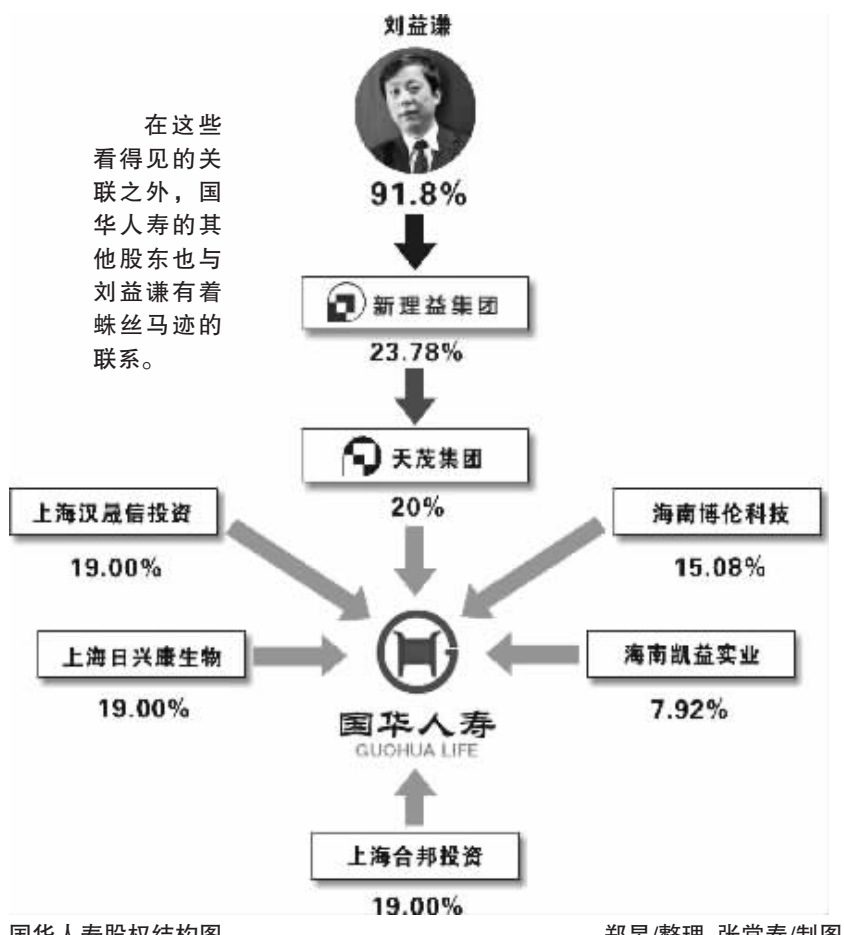 刘益谦
在这些
看得见的关
联之外，国
华人寿的其
他股东也与
刘益谦有着
蛛丝马迹的
联系。
91.8%
新理益集团
23.78%
天茂集团
20%
上海汉晟信投资
19.00%
海南博伦科技
15.08%
上海日兴康生物
19.00%
海南凯益实业
7.92%
国华人寿
GUOHUA LIFE
上海合邦投资
19.00%
国华人寿股权结构图